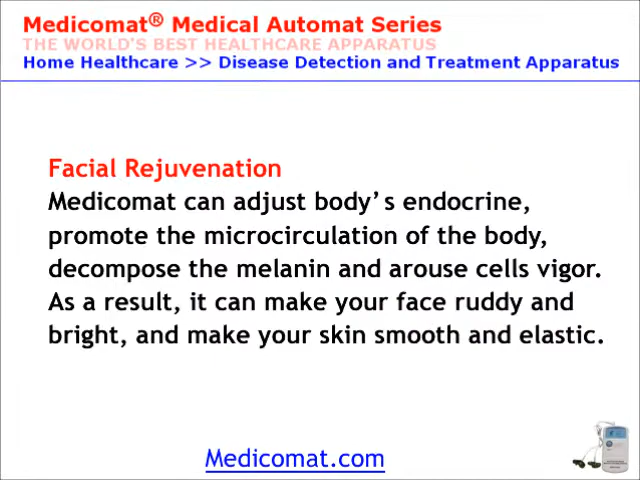 Medicomat® Medical Automat Series
THE WORLD'S BEST HEALTHCARE APPARATUS
Home Healthcare >> Disease Detection and Treatment Apparatus
Facial Rejuvenation
Medicomat can adjust body's endocrine,
promote the microcirculation of the body,
decompose the melanin and arouse cells vigor.
As a result, it can make your face ruddy and
bright, and make your skin smooth and elastic.
Medicomat.com